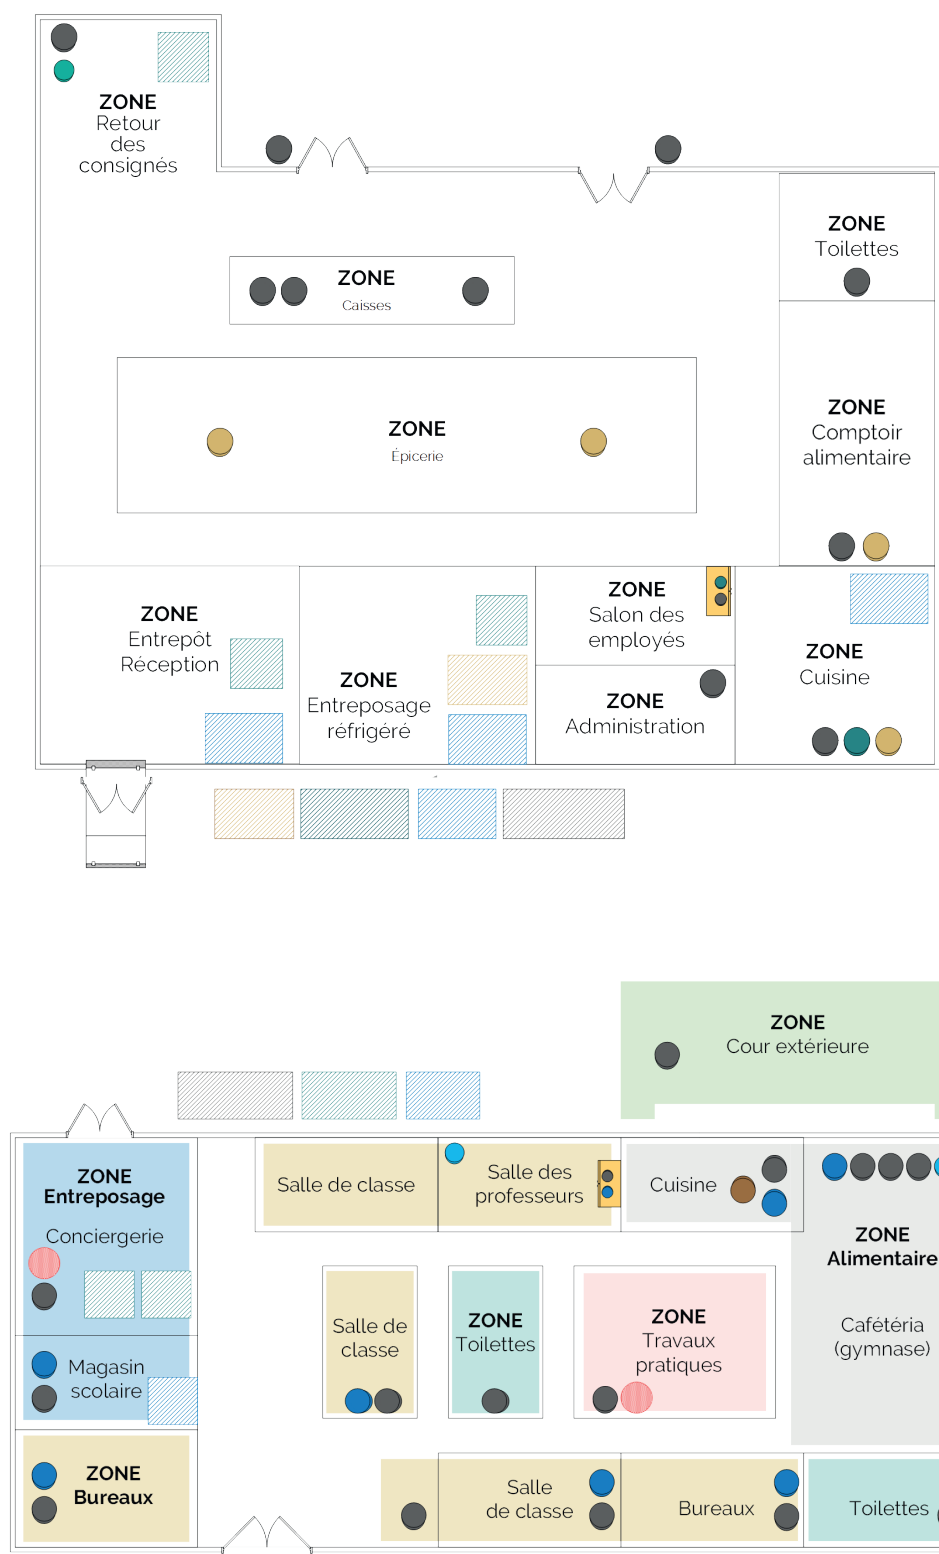 ZONE
Retour
des
consignés
ZONE
Toilettes
ZONE
Caisses
ZONE
Comptoir
alimentaire
ZONE
Épicerie
ZONE
Entrepôt
Réception
ZONE
Entreposage
réfrigéré
ZONE
Salon des
employés
ZONE
Administration
ZONE
Cuisine
ZONE
Cour extérieure
ZONE
Entreposage
Conciergerie
Salle de classe
Salle des
professeurs
Cuisine
ZONE
Alimentaire
Cafétéria
(gymnase)
Salle de
classe
ZONE
Toilettes
ZONE
Travaux
pratiques
Magasin
scolaire
ZONE
Bureaux
Salle
de classe
Bureaux
Toilettes